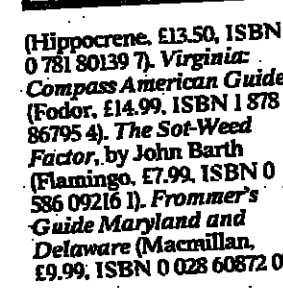 (Hippocrene, £13.50, ISBN
0 781 80139 7). Virginia:
Compass American Guide
(Fodor, £14.99, ISBN 1 878
86795 4). The Sot-Weed
Factor, by John Barth
(Flamingo, £7.99, ISBN 0
586 09216 1). Frommer's
Guide Maryland and
Delaware (Macmillan,
£9.99, ISBN 0 028 60872 0